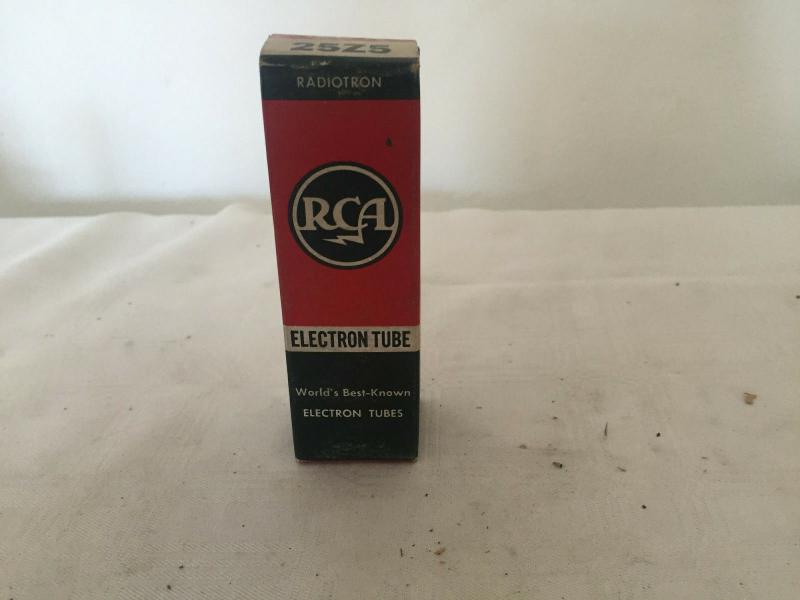 25Z5
RADIOTRON
RCA
ELECTRON TUBE
World's Best-Known
ELECTRON TUBES